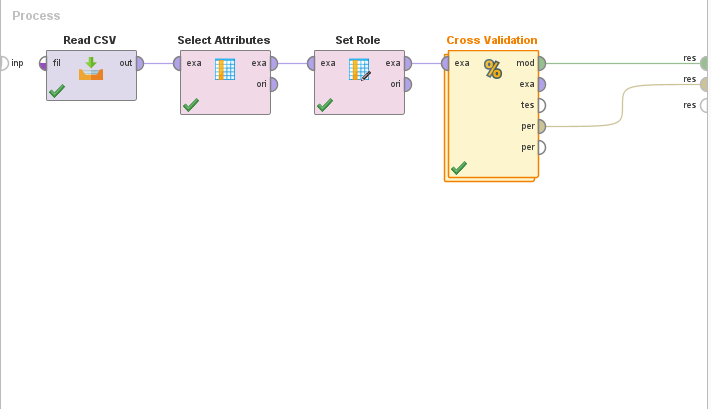 Process
Read CSV
Select Attributes
Set Role
Cross Validation
inp
fil
out
exa
exa
ori
exa
exa
ori
exa
mod
exa
tes
per
per
res
res
res
%